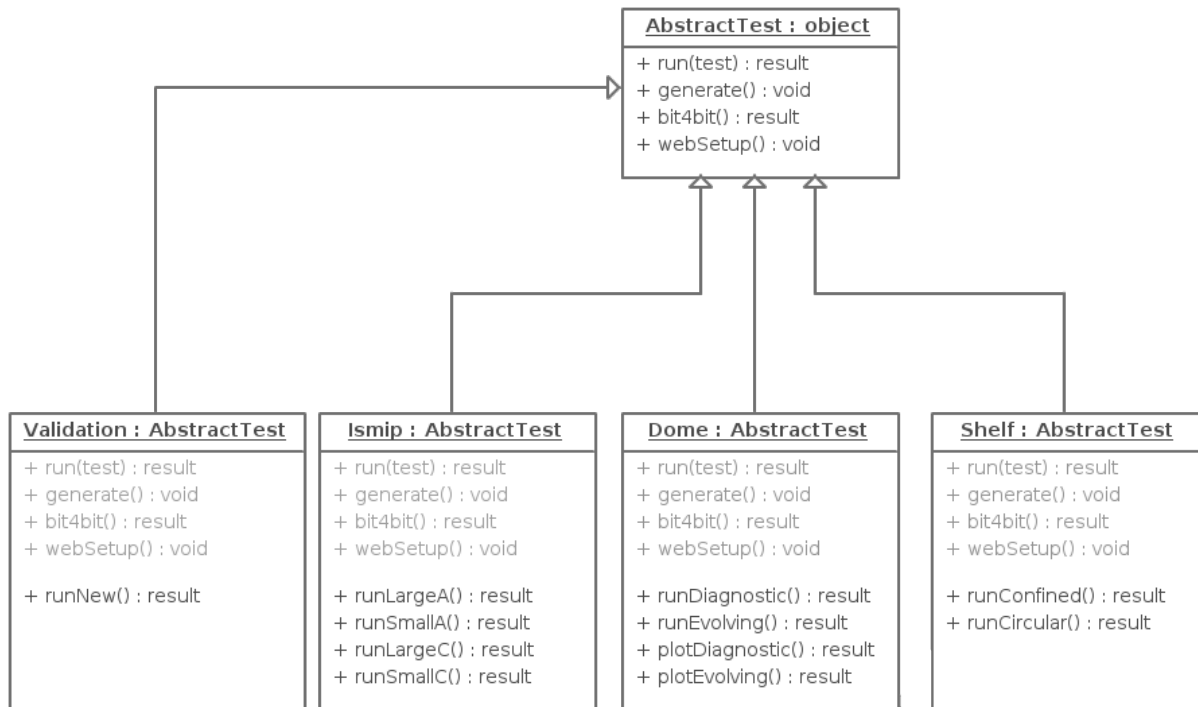 AbstractTest : object
+ run(test) : result
+ generate() : void
+ bit4bit() : result
+ webSetup() : void
Validation : AbstractTest
+ run(test) : result
+ generate() : void
+ bit4bit() : result
+ webSetup() : void
+ runNew() : result
Ismip : AbstractTest
+ run(test) : result
+ generate() : void
+ bit4bit() : result
+ webSetup() : void
+ runLargeA() : result
+ runSmallA() : result
+ runLargeC() : result
+ runSmallC() : result
Dome : AbstractTest
+ run(test) : result
+ generate() : void
+ bit4bit() : result
+ webSetup() : void
+ runDiagnostic() : result
+ runEvolving() : result
+ plotDiagnostic() : result
+ plotEvolving() : result
Shelf : AbstractTest
+ run(test) : result
+ generate() : void
+ bit4bit() : result
+ webSetup() : void
+ runConfined() : result
+ runCircular() : result